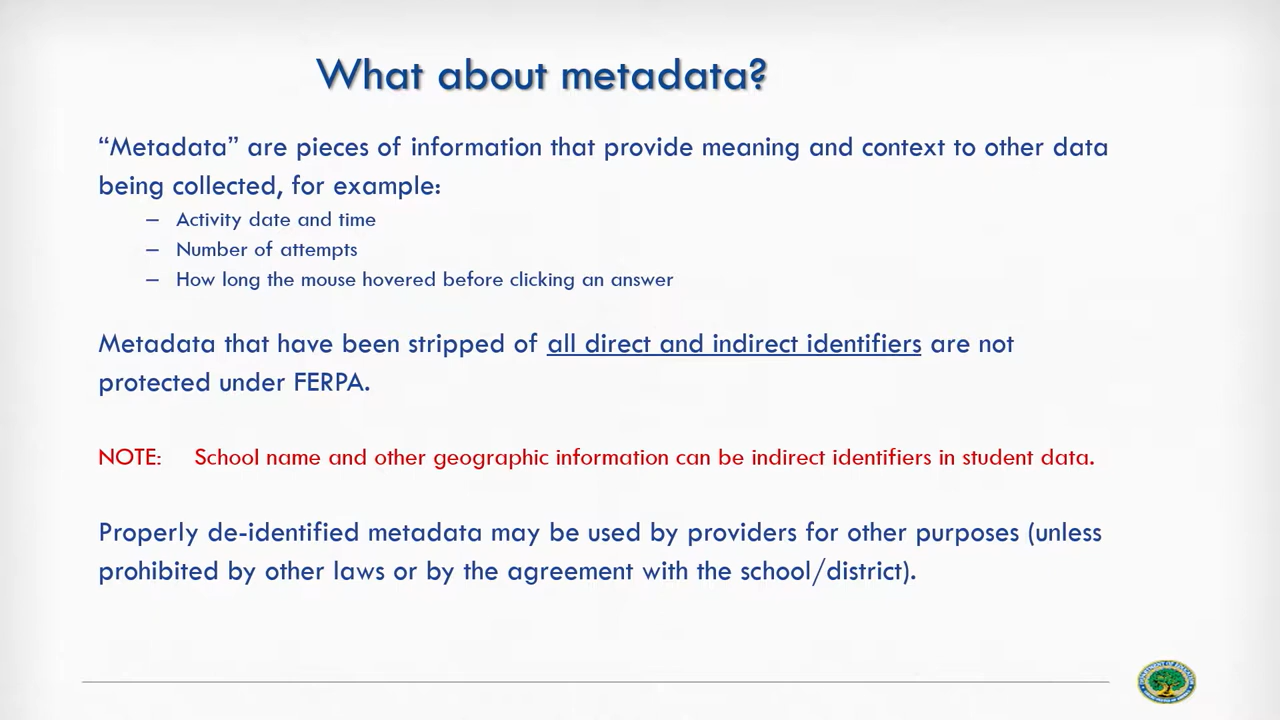 What about metadata?
“Metadata” are pieces of information that provide meaning and context to other data
being collected, for example:
– Activity date and time
– Number of attempts
– How long the mouse hovered before clicking an answer
Metadata that have been stripped of all direct and indirect identifiers are not
protected under FERPA.
NOTE: School name and other geographic information can be indirect identifiers in student data.
Properly de-identified metadata may be used by providers for other purposes (unless
prohibited by other laws or by the agreement with the school/district).